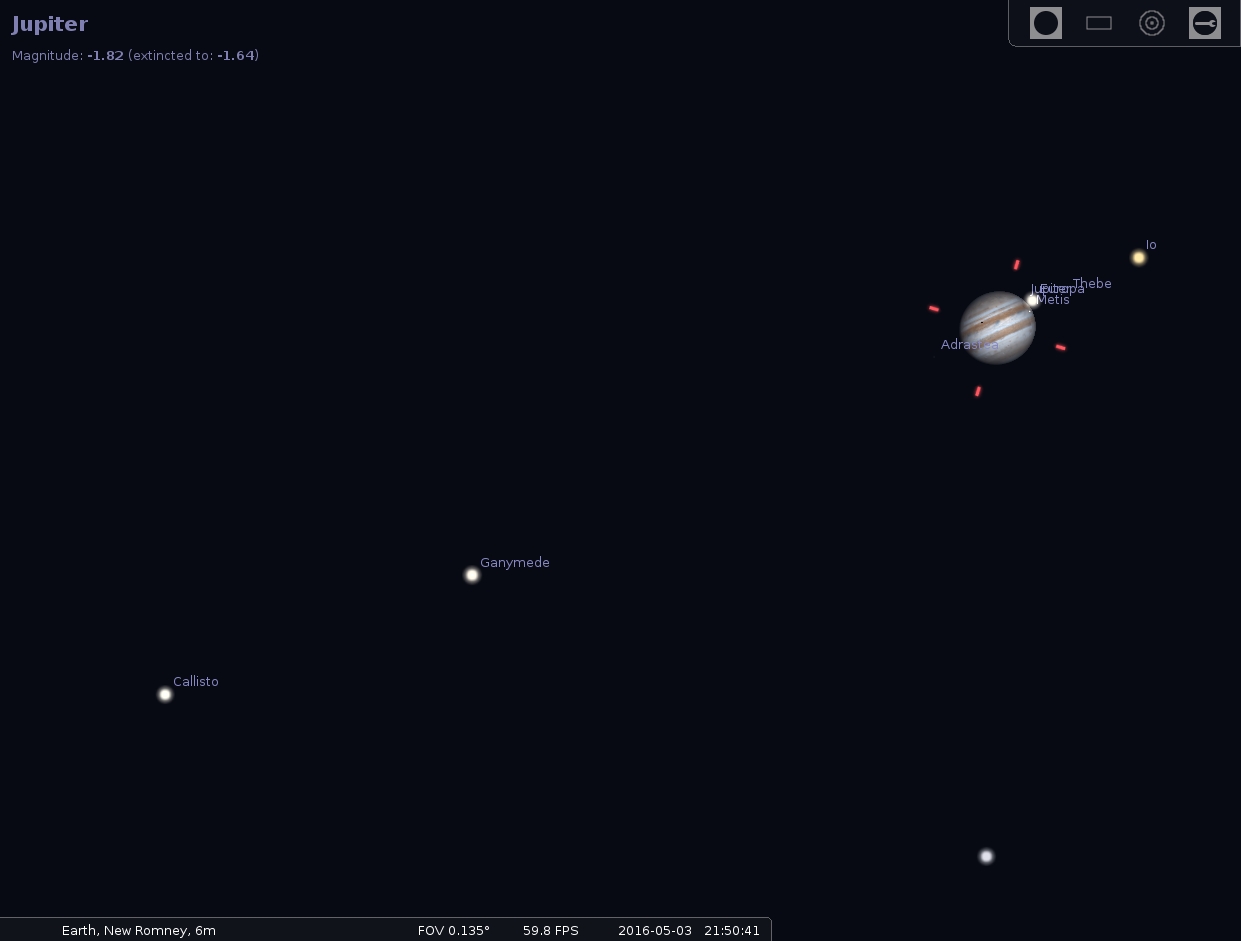 Jupiter
Magnitude: -1.82 (extincted to: -1.64)
Io
Thebe
Jupiter
Europa
Metis
Adrastea
Ganymede
Callisto
Earth, New Romney, 6m FOV 0.135° 59.8 FPS 2016-05-03 21:50:41